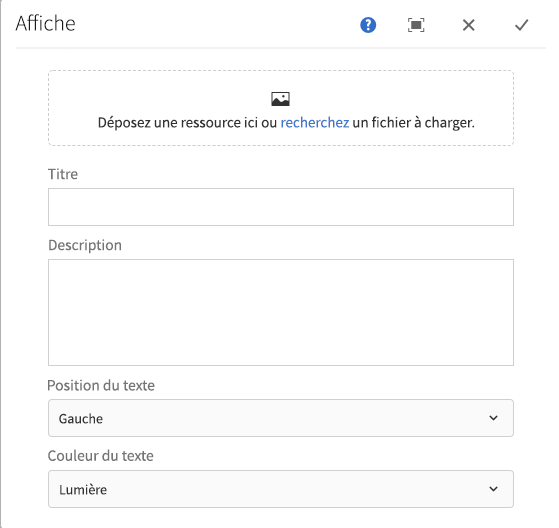 Affiche
?
Déposez une ressource ici ou recherchez un fichier à charger.
Titre
Description
Position du texte
Gauche
Couleur du texte
Lumière